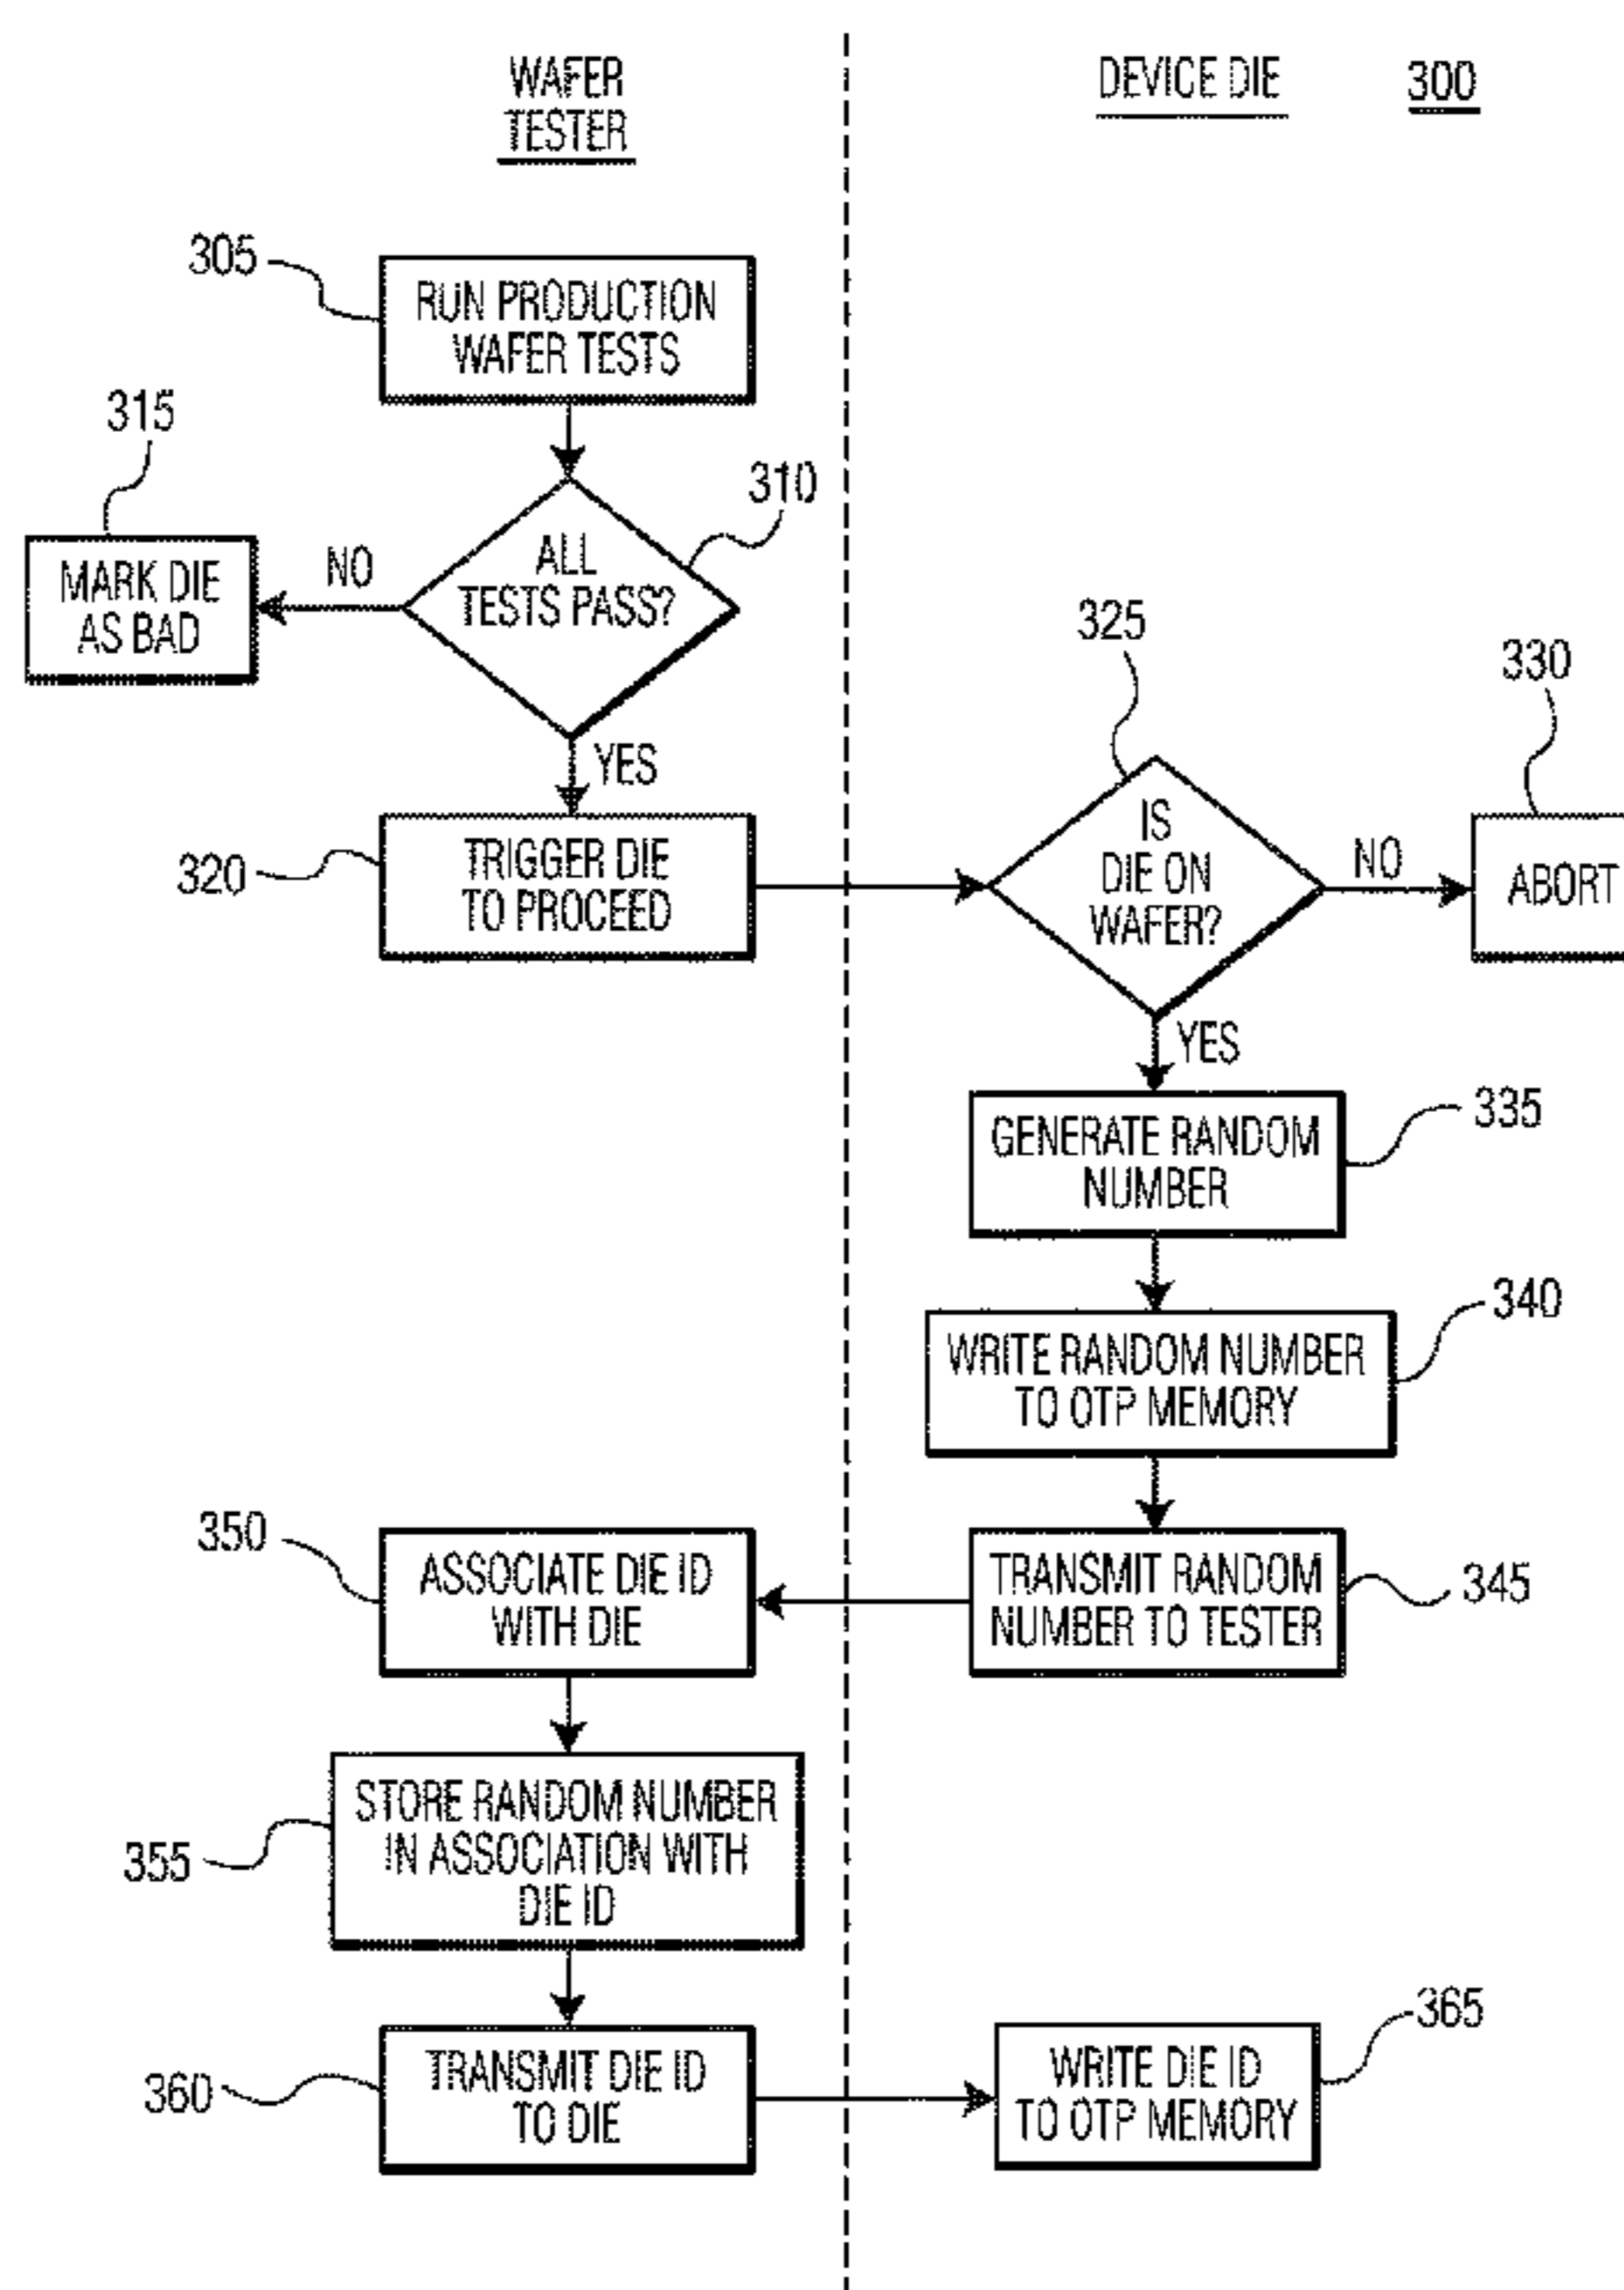 WAFER
TESTER
DEVICE DIE
300
305
RUN PRODUCTION
WAFER TESTS
315
310
MARK DIE
AS BAD
NO
ALL
TESTS PASS?
YES
325
330
320
TRIGGER DIE
TO PROCEED
IS
DIE ON
WAFER?
NO
ABORT
YES
335
GENERATE RANDOM
NUMBER
340
WRITE RANDOM NUMBER
TO OTP MEMORY
350
ASSOCIATE DIE ID
WITH DIE
TRANSMIT RANDOM
NUMBER TO TESTER
345
355
STORE RANDOM NUMBER
IN ASSOCIATION WITH
DIE ID
360
TRANSMIT DIE ID
TO DIE
365
WRITE DIE ID
TO OTP MEMORY